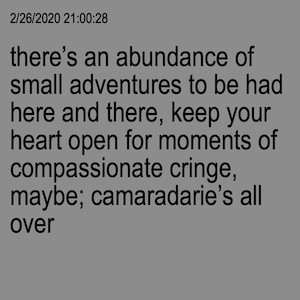 2/26/2020 21:00:28
there’s an abundance of
small adventures to be had
here and there, keep your
heart open for moments of
compassionate cringe,
maybe; camaradarie’s all
over